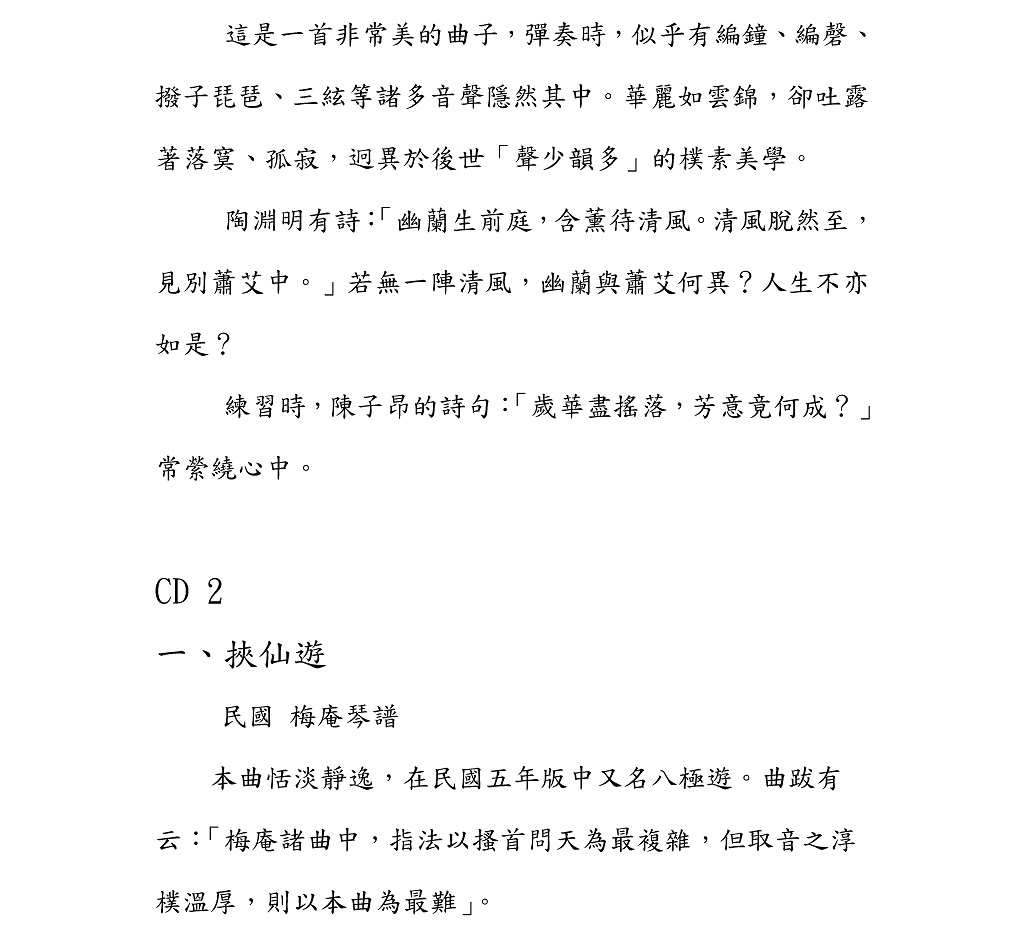 這是一首非常美的曲子，彈奏時，似乎有編鐘、編磬、
撥子琵琶、三絃等諸多音聲隱然其中。華麗如雲錦，卻吐露
著落寞、孤寂，迥異於後世「聲少韻多」的樸素美學。
陶淵明有詩：「幽蘭生前庭，含薰待清風。清風脫然至，
見別蕭艾中。」若無一陣清風，幽蘭與蕭艾何異？人生不亦
如是？
練習時，陳子昂的詩句：「歲華盡搖落，芳意竟何成？」
常縈繞心中。
CD 2
一、挾仙遊
民國 梅庵琴譜
本曲恬淡靜逸，在民國五年版中又名八極遊。曲跋有
云：「梅庵諸曲中，指法以搔首問天為最複雜，但取音之淳
樸溫厚，則以本曲為最難」。